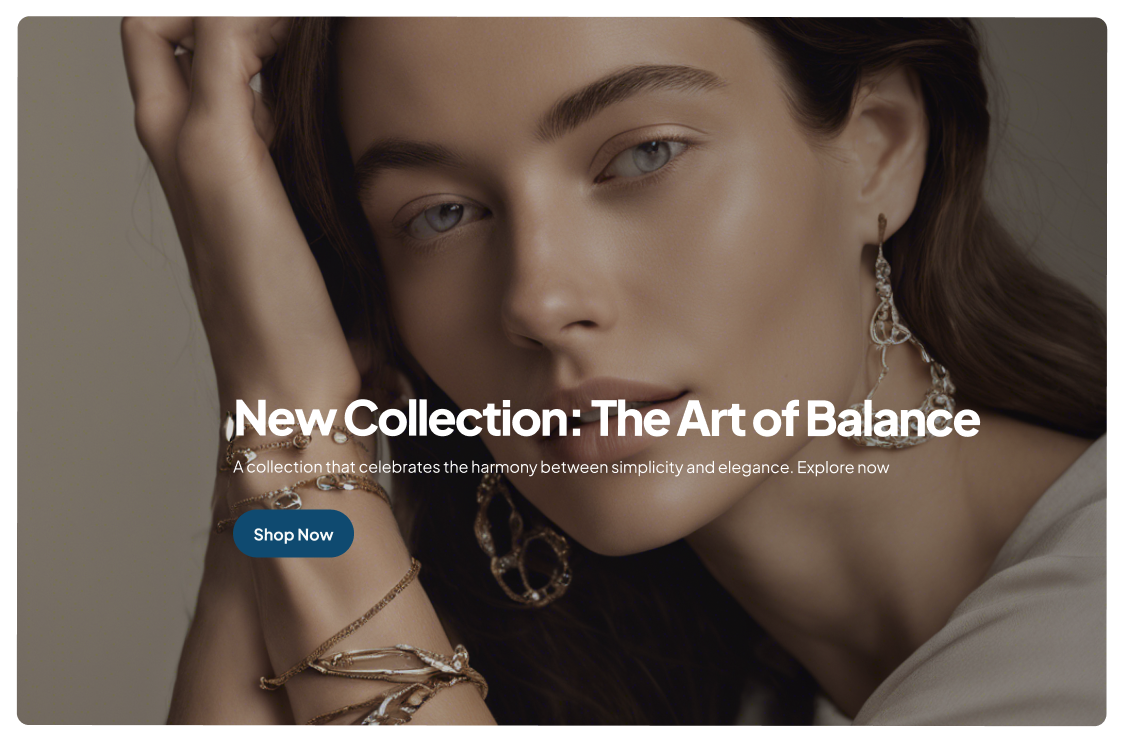 New Collection: The Art of Balance
A collection that celebrates the harmony between simplicity and elegance. Explore now
Shop Now